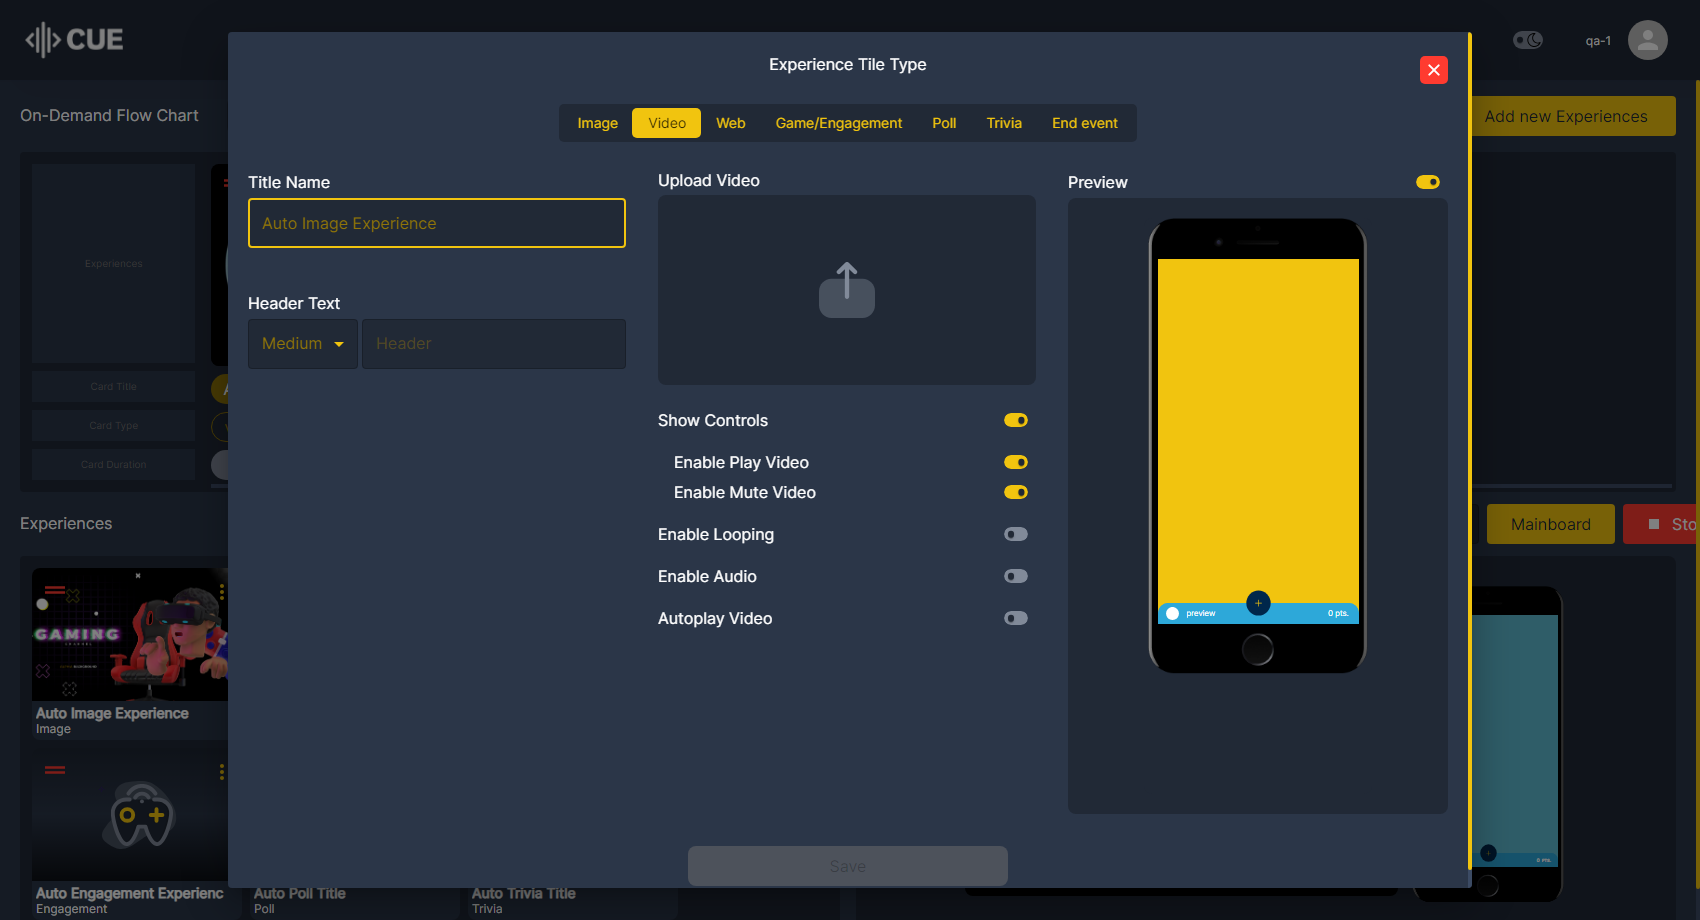 CUE
qa-1
Experience Tile Type
On-Demand Flow Chart
Add new Experiences
Image
Video
Web
Game/Engagement
Poll
Trivia
End event
Title Name
Auto Image Experience
Header Text
Medium
Header
Upload Video
Show Controls
Enable Play Video
Enable Mute Video
Enable Looping
Enable Audio
Autoplay Video
Preview
preview
0 pts.
Save
Experiences
Card Title
Card Type
Card Duration
Experiences
Mainboard
Sto
GAMING
Auto Image Experience
Image
Auto Engagement Experienc
Engagement
Auto Poll Title
Poll
Auto Trivia Title
Trivia
0 pts.